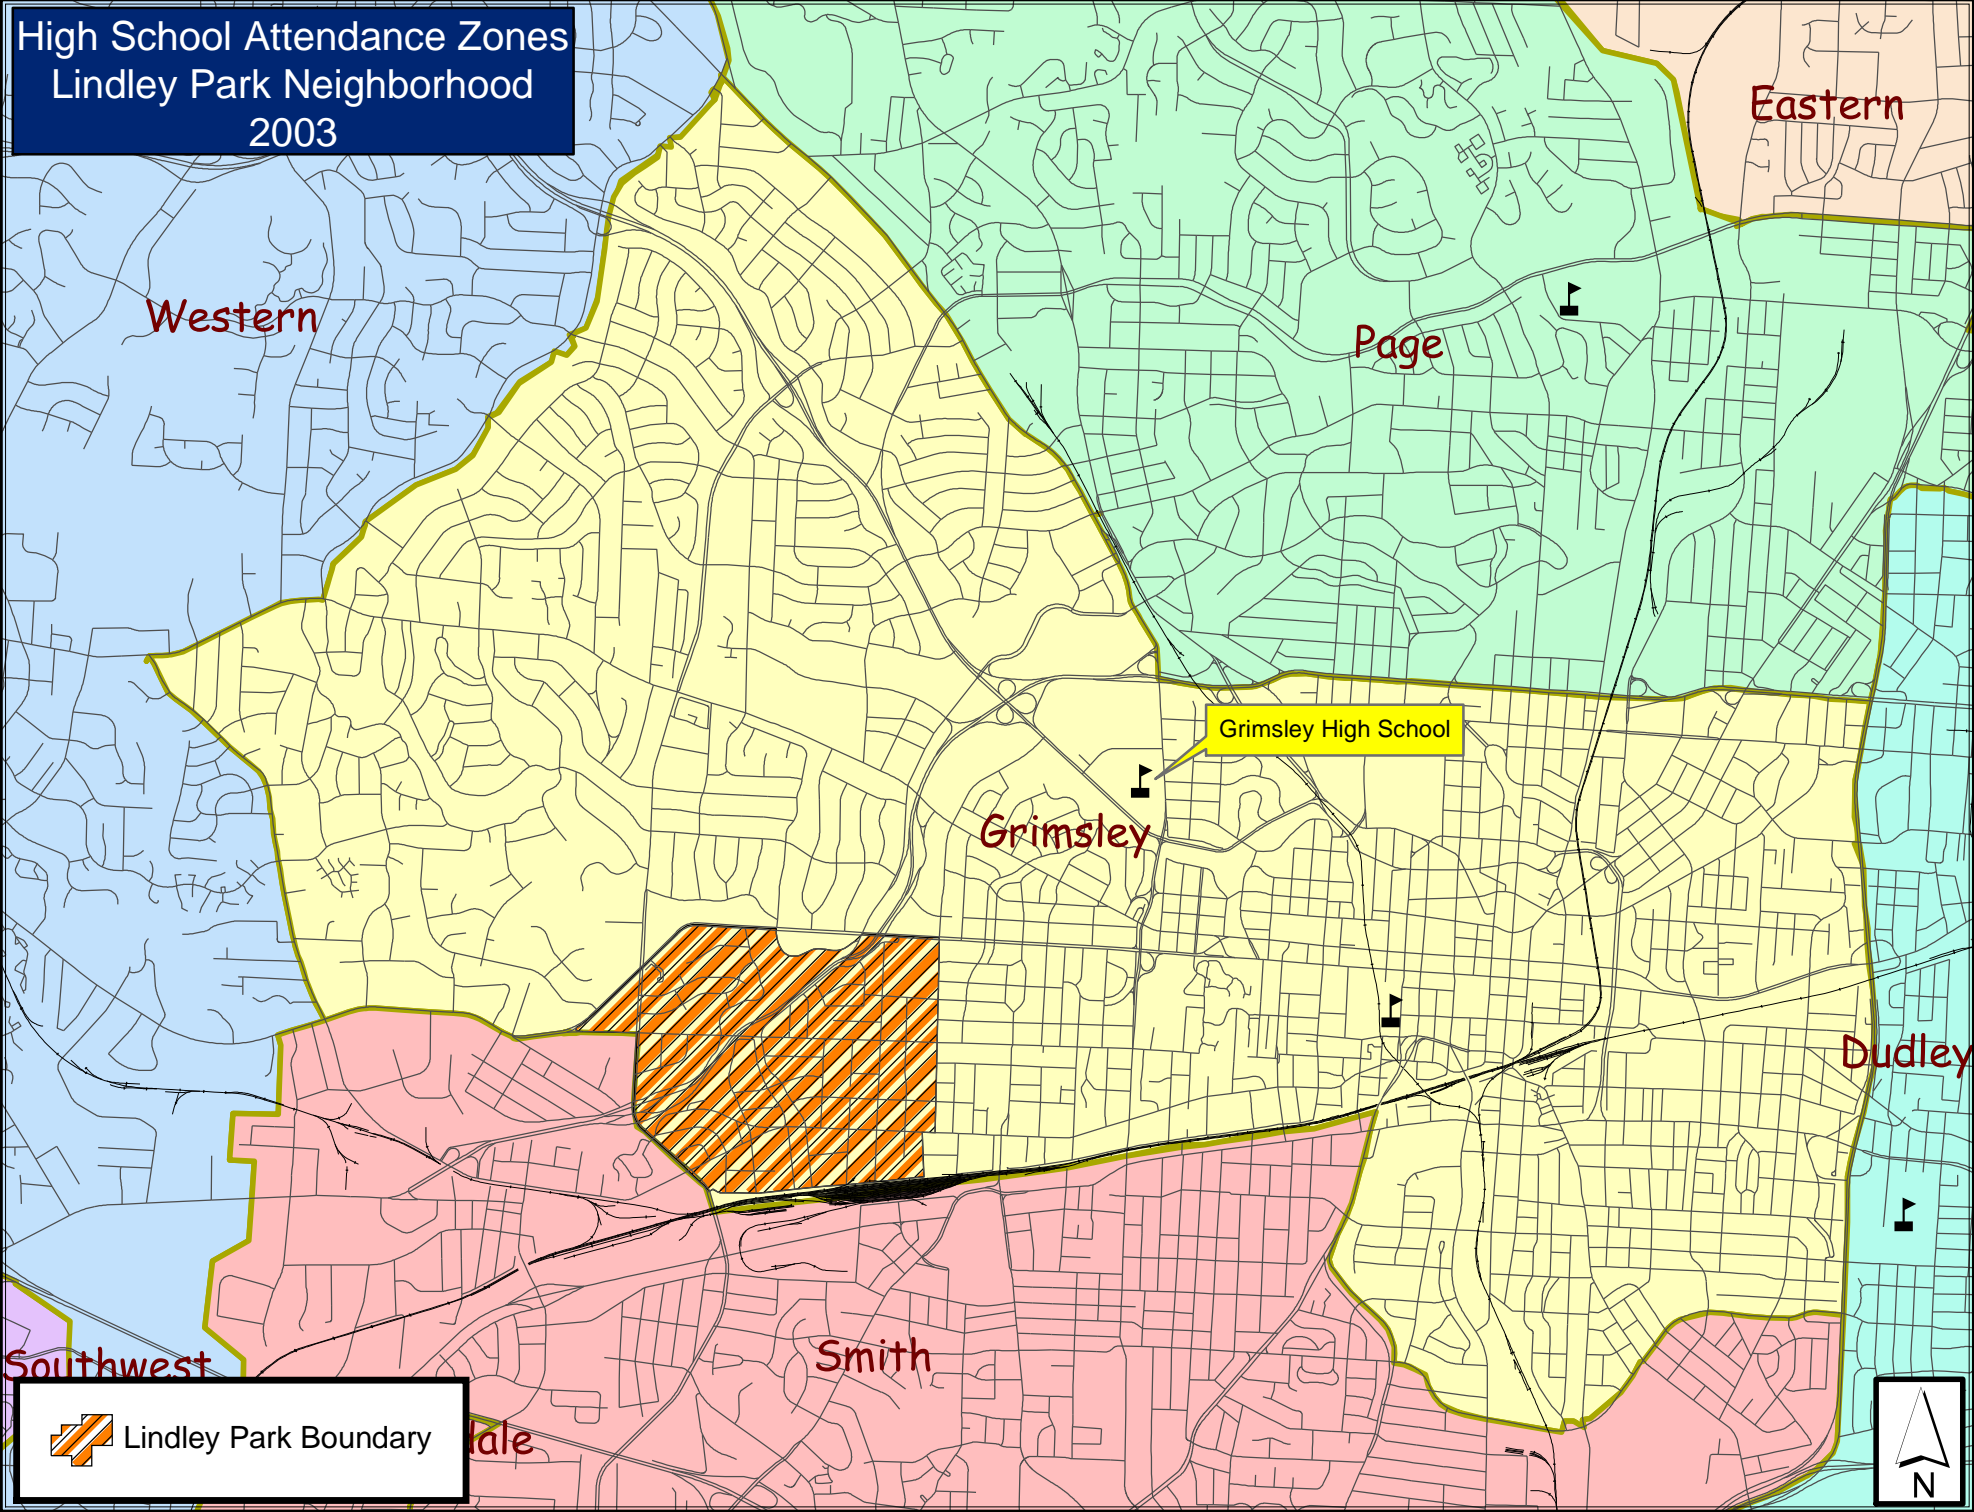 High School Attendance Zones
Lindley Park Neighborhood
2003
Eastern
Western
Page
Grimsley High School
Grimsley
Dudley
Smith
Southwest
dale
Lindley Park Boundary
N